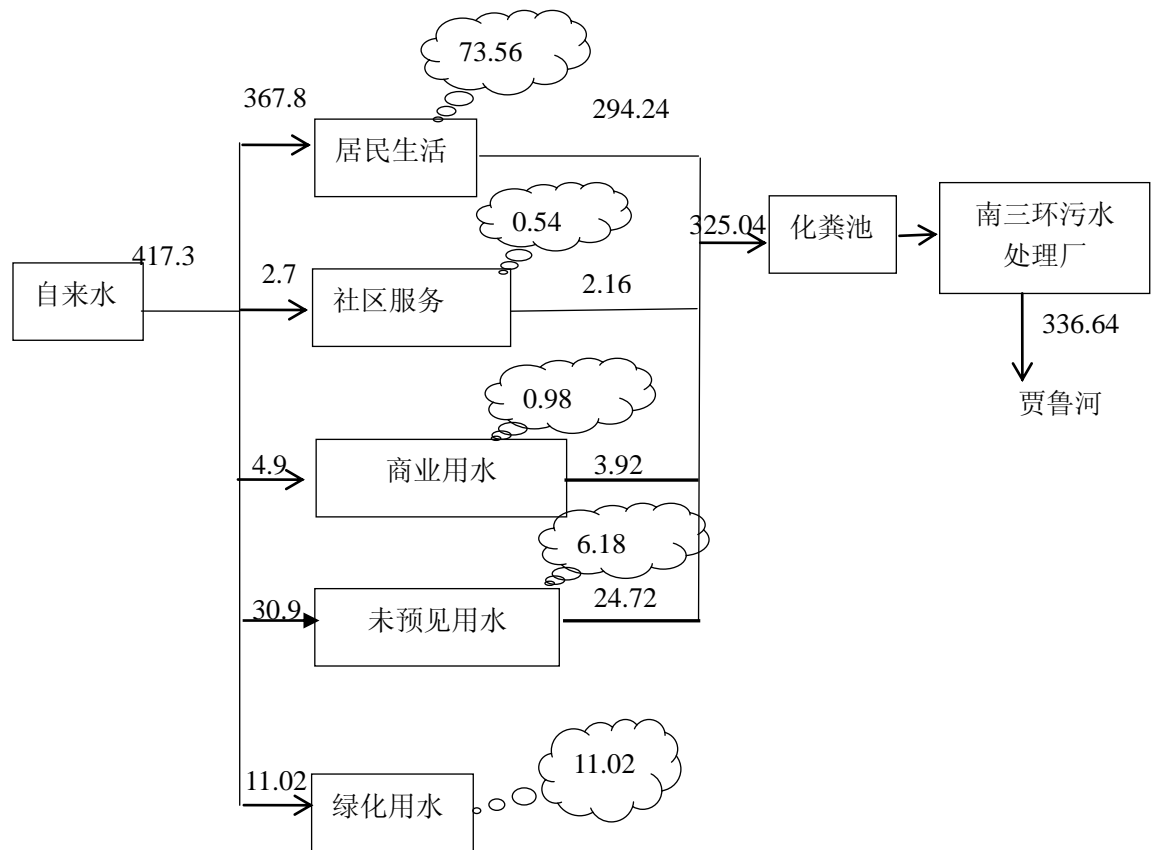 73.56
367.8
294.24
居民生活
0.54
325.04
化粪池
南三环污水
处理厂
417.3
2.7
2.16
自来水
社区服务
336.64
贾鲁河
0.98
4.9
商业用水
3.92
6.18
30.9
未预见用水
24.72
11.02
11.02
绿化用水